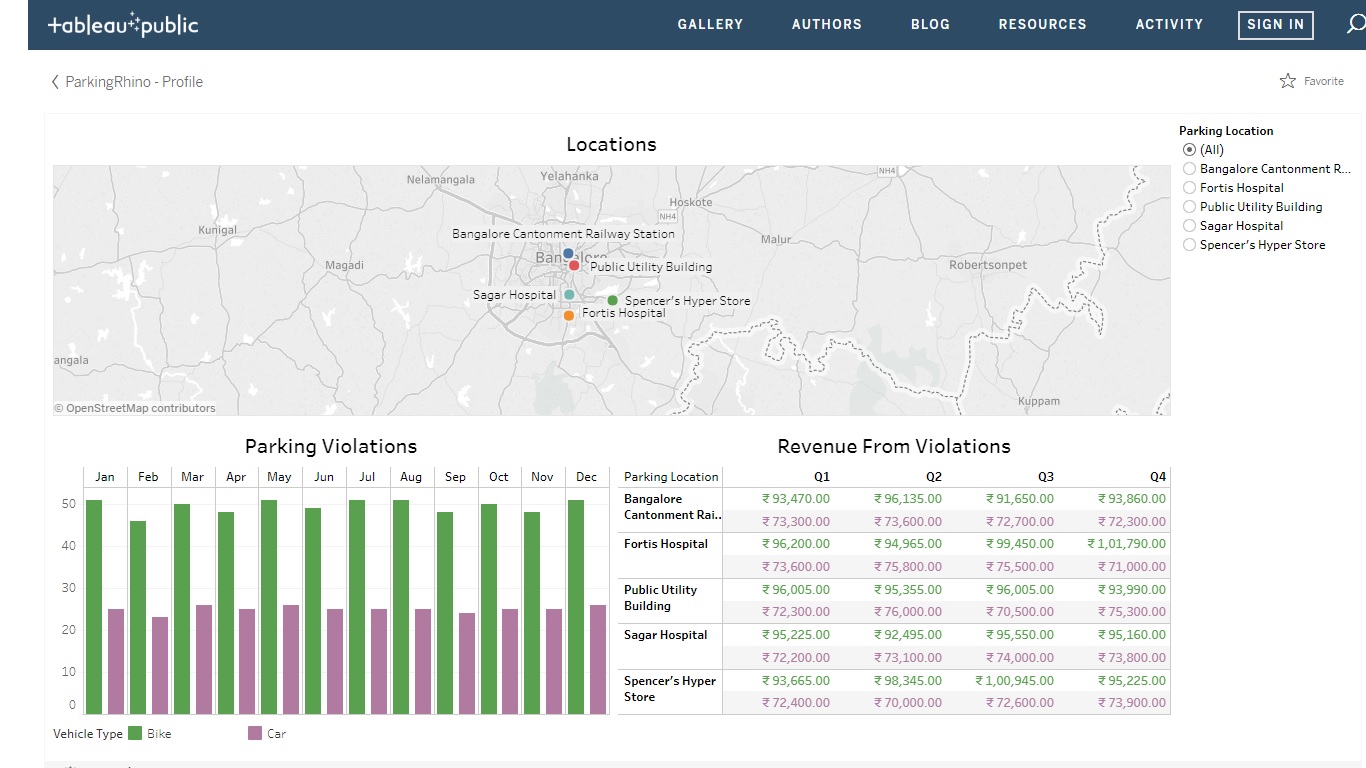 tableau public
GALLERY AUTHORS BLOG RESOURCES ACTIVITY SIGN IN
ParkingRhino - Profile
Favorite
Locations
Nelamangala
Yelahanka
NH4
Hoskote
NH4
Kunigal
Bangalore Cantonment Railway Station
Malur
Magadi
Bangalore
Public Utility Building
Robertsonpet
Sagar Hospital
Spencer's Hyper Store
Fortis Hospital
angala
Kuppam
© OpenStreetMap contributors
Parking Location
(All)
Bangalore Cantonment R...
Fortis Hospital
Public Utility Building
Sagar Hospital
Spencer's Hyper Store
Parking Violations
Jan Feb Mar Apr May Jun Jul Aug Sep Oct Nov Dec
50
40
30
20
10
0
Vehicle Type Bike Car
Revenue From Violations
Parking Location Q1 Q2 Q3 Q4
Bangalore ₹ 93,470.00 ₹ 96,135.00 ₹ 91,650.00 ₹ 93,860.00
Cantonment Rai.. ₹ 73,300.00 ₹ 73,600.00 ₹ 72,700.00 ₹ 72,300.00
Fortis Hospital ₹ 96,200.00 ₹ 94,965.00 ₹ 99,450.00 ₹ 1,01,790.00
₹ 73,600.00 ₹ 75,800.00 ₹ 75,500.00 ₹ 71,000.00
Public Utility ₹ 96,005.00 ₹ 95,355.00 ₹ 96,005.00 ₹ 93,990.00
Building ₹ 72,300.00 ₹ 76,000.00 ₹ 70,500.00 ₹ 75,300.00
Sagar Hospital ₹ 95,225.00 ₹ 92,495.00 ₹ 95,550.00 ₹ 95,160.00
₹ 72,200.00 ₹ 73,100.00 ₹ 74,000.00 ₹ 73,800.00
Spencer's Hyper ₹ 93,665.00 ₹ 98,345.00 ₹ 1,00,945.00 ₹ 95,225.00
Store ₹ 72,400.00 ₹ 70,000.00 ₹ 72,600.00 ₹ 73,900.00